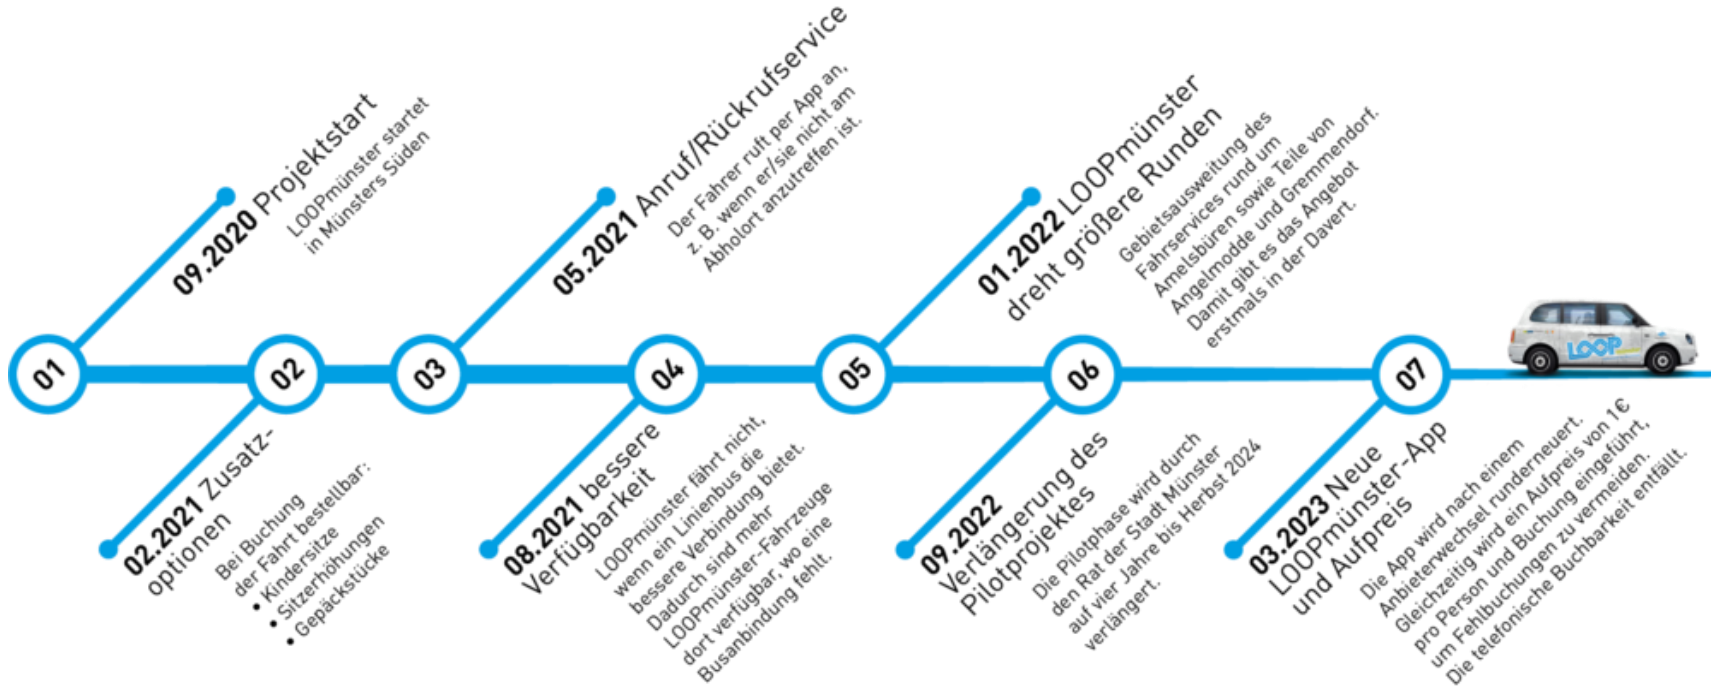 01
09.2020 Projektstart
LOOPmünster startet
in Münsters Süden
02
02.2021 Zusatz-
optionen
Bei Buchung
der Fahrt bestellbar:
• Kindersitze
• Sitzerhöhungen
• Gepäckstücke
03
05.2021 Anruf/Rückrufservice
Der Fahrer ruft per App an,
z. B. wenn er/sie nicht am
Abholort anzutreffen ist.
04
08.2021 bessere
Verfügbarkeit
LOOPmünster fährt nicht,
wenn ein Linienbus die
bessere Verbindung bietet.
Dadurch sind mehr
LOOPmünster-Fahrzeuge
dort verfügbar, wo eine
Busanbindung fehlt.
05
01.2022 LOOPmünster
dreht größere Runden
Gebietsausweitung des
Fahrservices rund um
Amelsbüren sowie Teile von
Angelmodde und Gremmendorf.
Damit gibt es das Angebot
erstmals in der Davert.
06
09.2022
Verlängerung des
Pilotprojektes
Die Pilotphase wird durch
den Rat der Stadt Münster
auf vier Jahre bis Herbst 2024
verlängert.
07
03.2023 Neue
LOOPmünster-App
und Aufpreis
Die App wird nach einem
Anbieterwechsel runderneuert.
Gleichzeitig wird ein Aufpreis von 1€
pro Person und Buchung eingeführt,
um Fehlbuchungen zu vermeiden.
Die telefonische Buchbarkeit entfällt.
LOOP